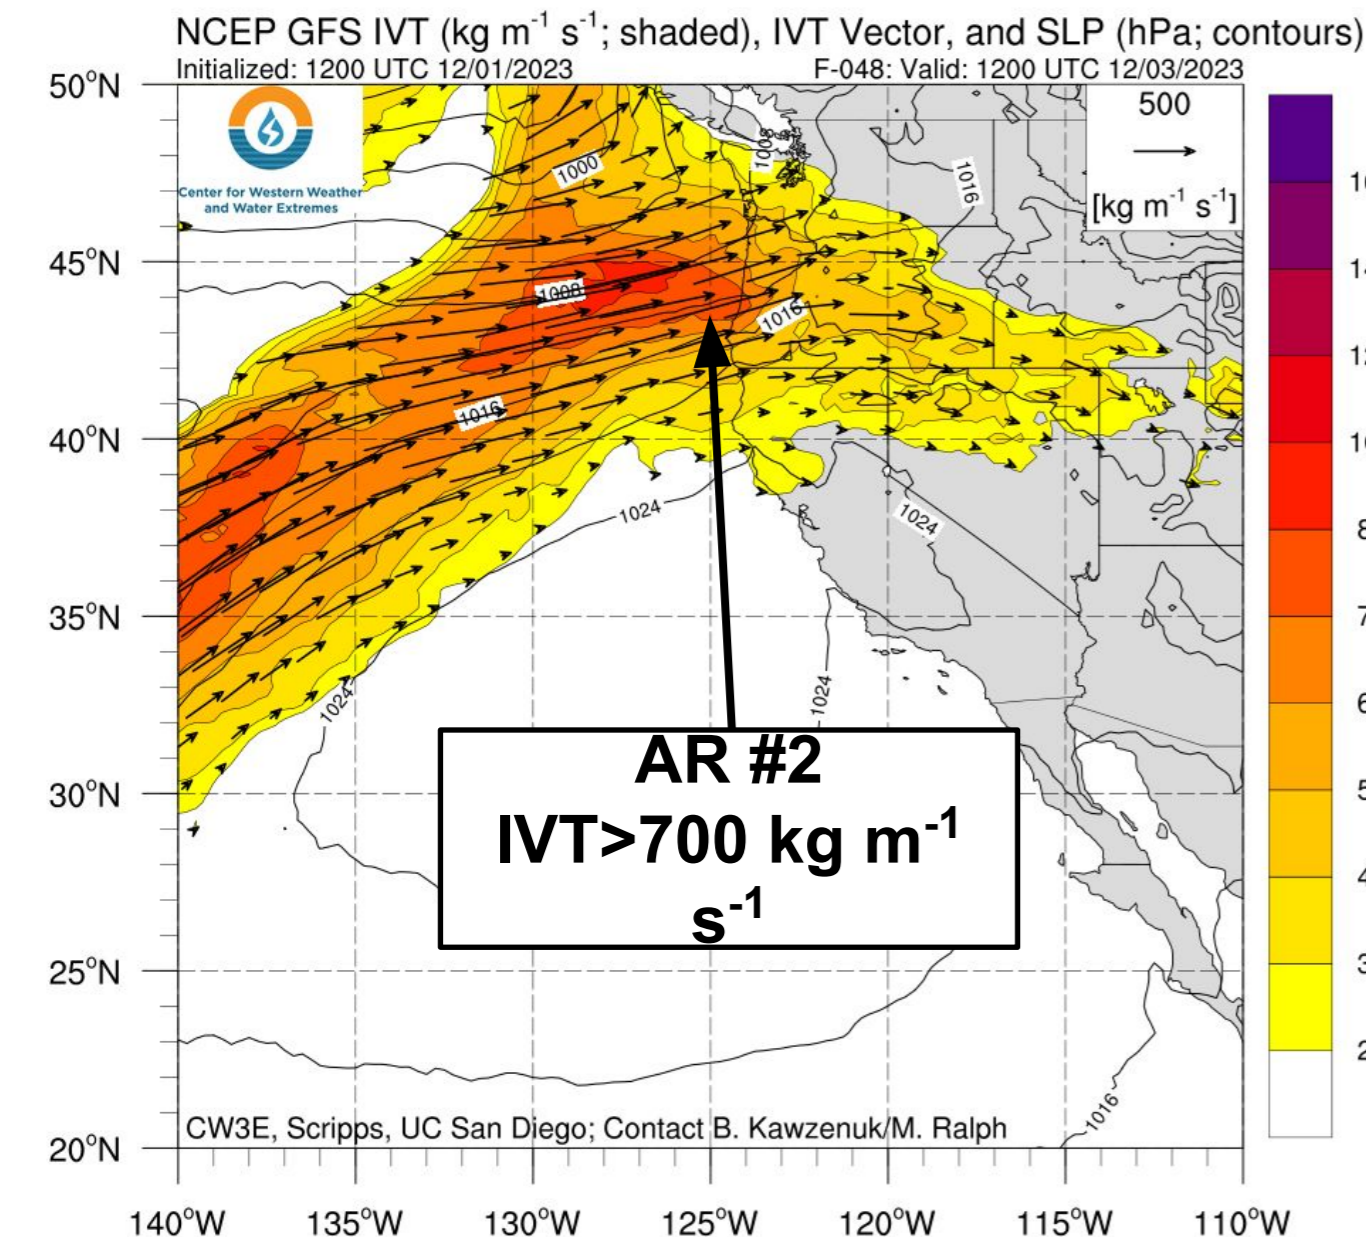 NCEP GFS IVT (kg m⁻¹ s⁻¹; shaded), IVT Vector, and SLP (hPa; contours)
Initialized: 1200 UTC 12/01/2023 F-048: Valid: 1200 UTC 12/03/2023
50°N
45°N
40°N
35°N
30°N
25°N
20°N
Center for Western Weather
and Water Extremes
500
[kg m⁻¹ s⁻¹]
1000
1008
1016
1008
1016
1016
1024
1024
1024
1024
1016
AR #2
IVT>700 kg m⁻¹
s⁻¹
CW3E, Scripps, UC San Diego; Contact B. Kawzenuk/M. Ralph
140°W 135°W 130°W 125°W 120°W 115°W 110°W